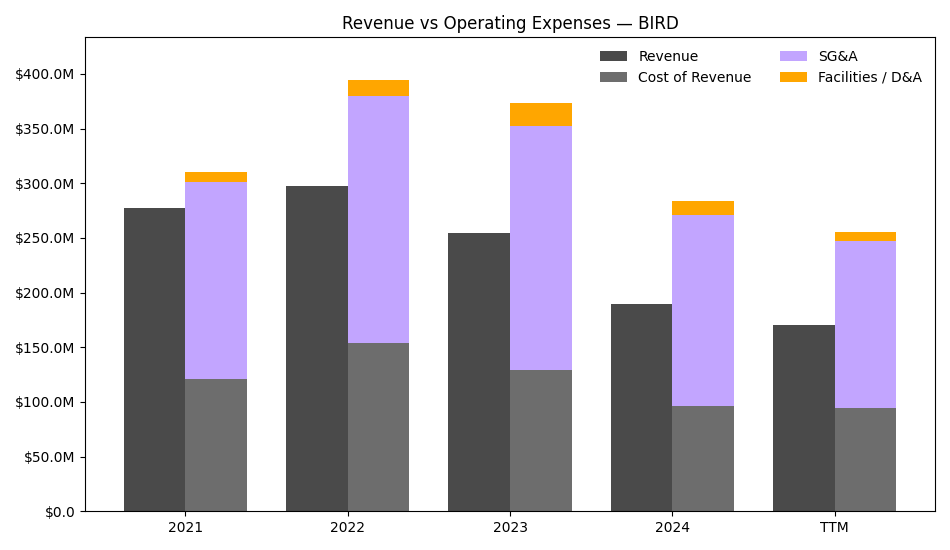 Revenue vs Operating Expenses — BIRD
Revenue
Cost of Revenue
SG&A
Facilities / D&A
$400.0M
$350.0M
$300.0M
$250.0M
$200.0M
$150.0M
$100.0M
$50.0M
$0.0
2021 2022 2023 2024 TTM